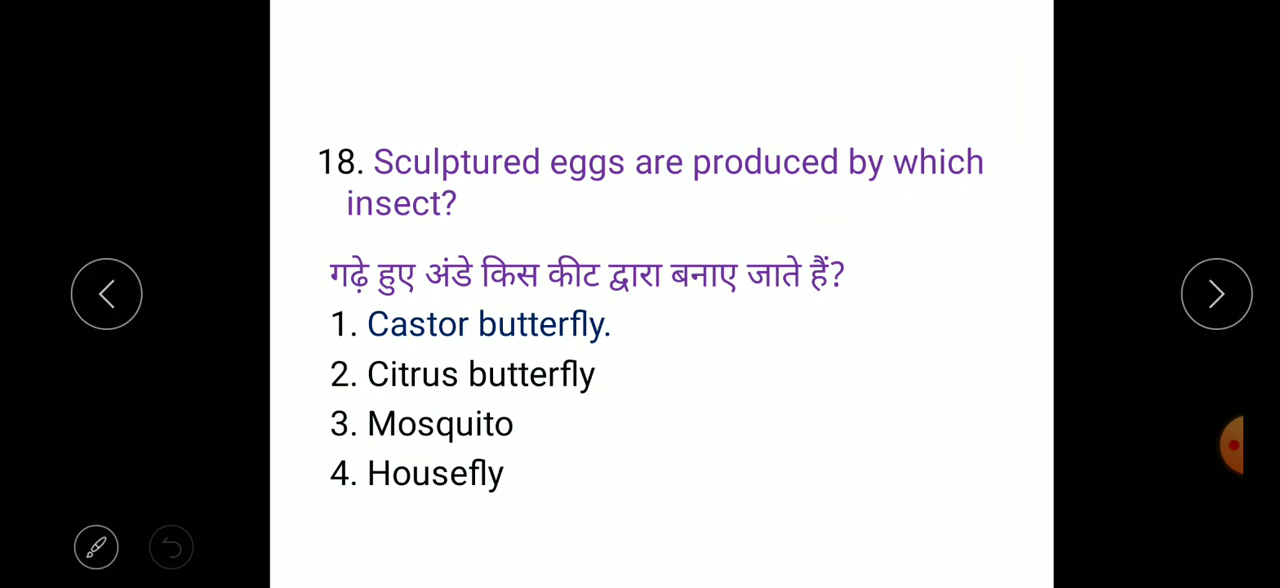 18. Sculptured eggs are produced by which
insect?
गढ़े हुए अंडे किस कीट द्वारा बनाए जाते हैं?
1. Castor butterfly.
2. Citrus butterfly
3. Mosquito
4. Housefly